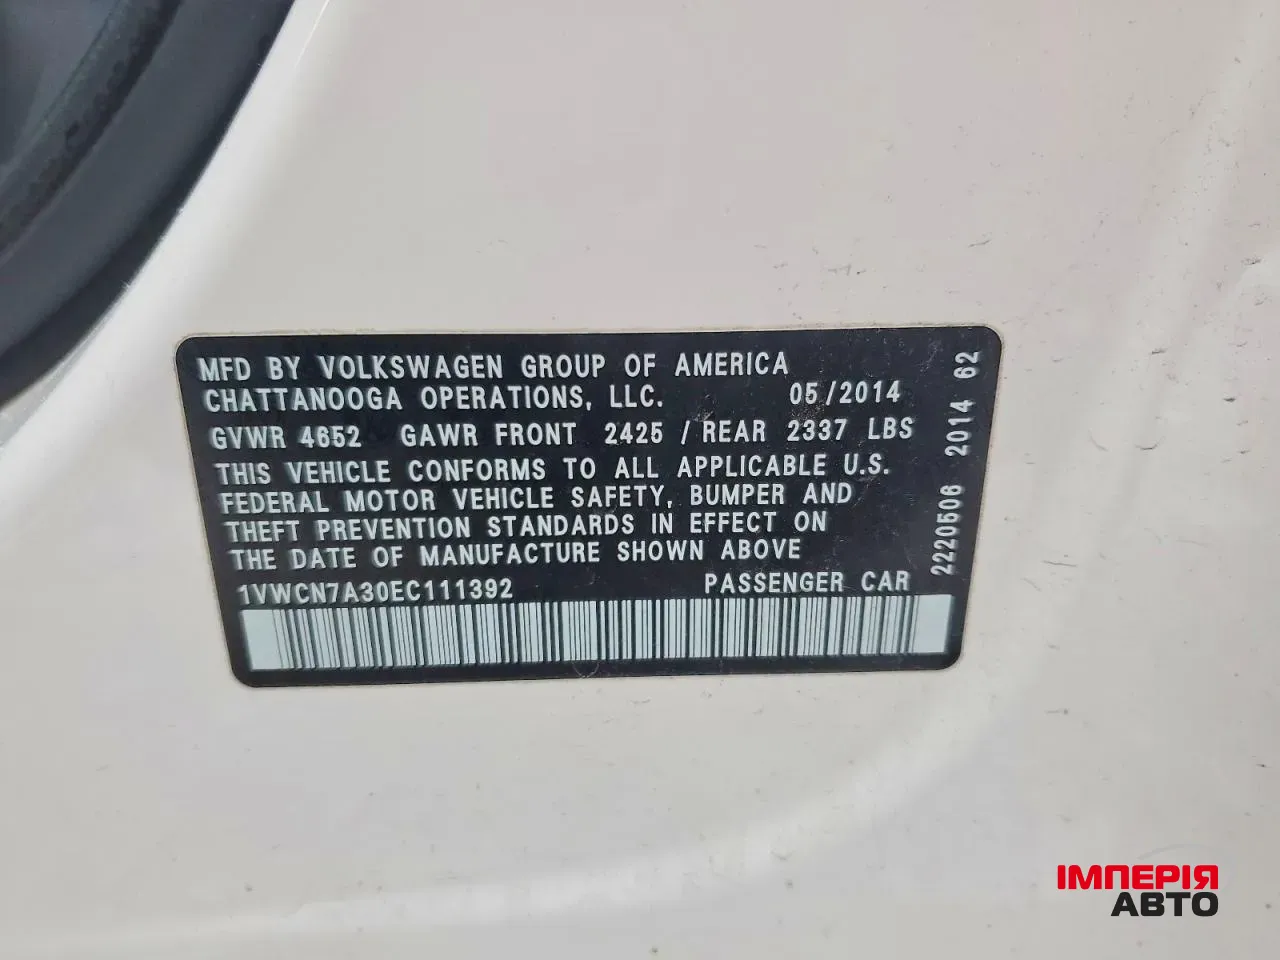 MFD BY VOLKSWAGEN GROUP OF AMERICA
CHATTANOOGA OPERATIONS, LLC. 05/2014
GVWR 4652 GAWR FRONT 2425 / REAR 2337 LBS
THIS VEHICLE CONFORMS TO ALL APPLICABLE U.S.
FEDERAL MOTOR VEHICLE SAFETY, BUMPER AND
THEFT PREVENTION STANDARDS IN EFFECT ON
THE DATE OF MANUFACTURE SHOWN ABOVE
1VWCN7A30EC111392 PASSENGER CAR
2220506 2014 62
ІМПЕРІЯ
АВТО